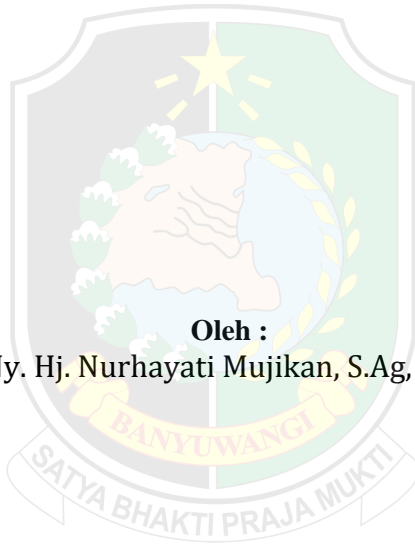 Oleh :
y. Hj. Nurhayati Mujikan, S.Ag,
BANYUWANGI
SATYA BHAKTI PRAJA MUKTI